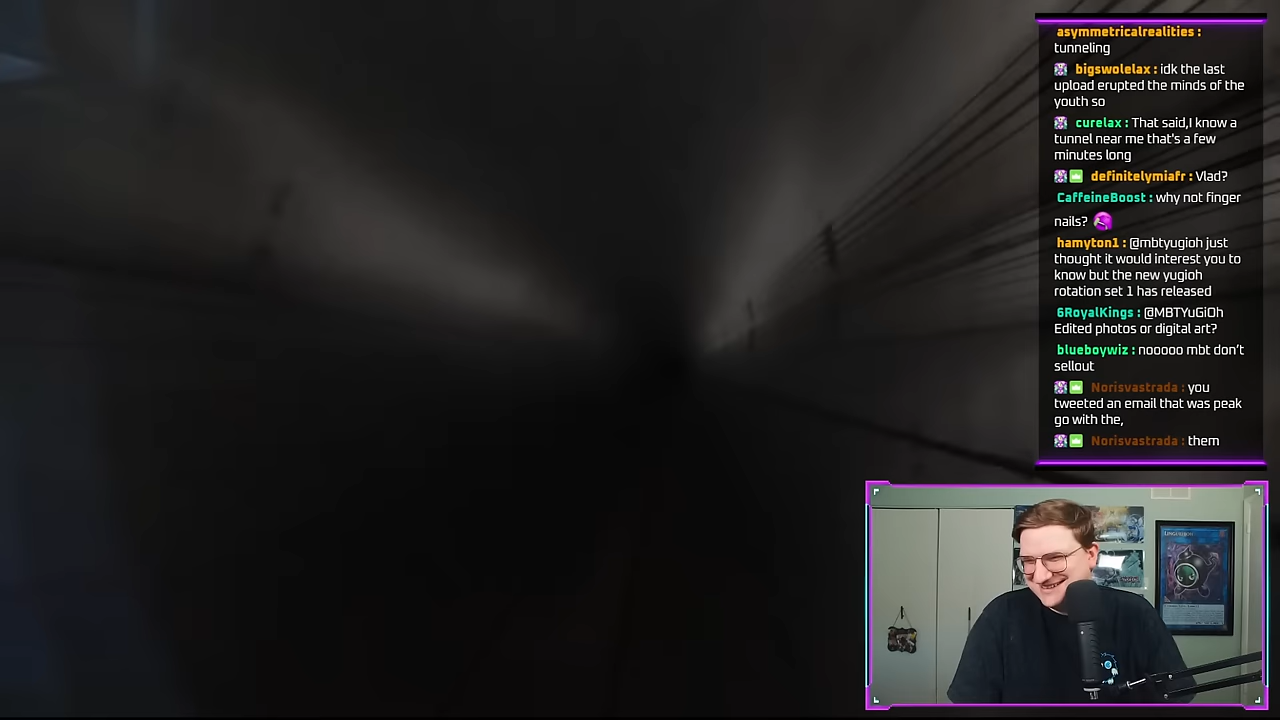 asymmetricalrealities :
tunneling
bigswolelax : idk the last
upload erupted the minds of the
youth so
curelax : That said,I know a
tunnel near me that's a few
minutes long
definitelymiafr : Vlad?
CaffeineBoost : why not finger
nails?
hamyton1 : @mbtyugioh just
thought it would interest you to
know but the new yugioh
rotation set 1 has released
6RoyalKings : @MBTYuGiOh
Edited photos or digital art?
blueboywiz : nooooo mbt don't
sellout
Norisvastrada : you
tweeted an email that was peak
go with the,
Norisvastrada : them